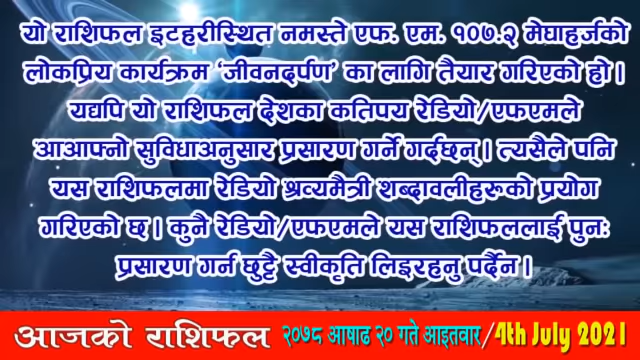 यो राशिफल इटहरीस्थित नमस्ते एफ. एम. १०७.२ मेघाहर्जको
लोकप्रिय कार्यक्रम ‘जीवनदर्पण’ का लागि तैयार गरिएको हो।
यद्यपि यो राशिफल देशका कतिपय रेडियो/एफएमले
आआफ्नो सुविधाअनुसार प्रसारण गर्ने गर्दछन्। त्यसैले पनि
यस राशिफलमा रेडियो श्रव्यमैत्री शब्दावलीहरूको प्रयोग
गरिएको छ। कुनै रेडियो/एफएमले यस राशिफललाई पुनः
प्रसारण गर्न छुट्टै स्वीकृति लिइरहनु पर्दैन।
आजको राशिफल २०७८ आषाढ २० गते आइतवार/4th July 2021